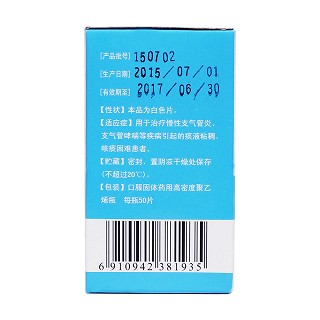 [产品批号] 150702
[生产日期] 2015/07/01
[有效期至] 2017/06/30
【性状】本品为白色片。
【适应症】用于治疗慢性支气管炎、
支气管哮喘等疾病引起的痰液粘稠、
咳痰困难患者。
【贮藏】密封，置阴凉干燥处保存
(不超过20℃)。
【包装】口服固体药用高密度聚乙
烯瓶 每瓶50片
6 910942 381935